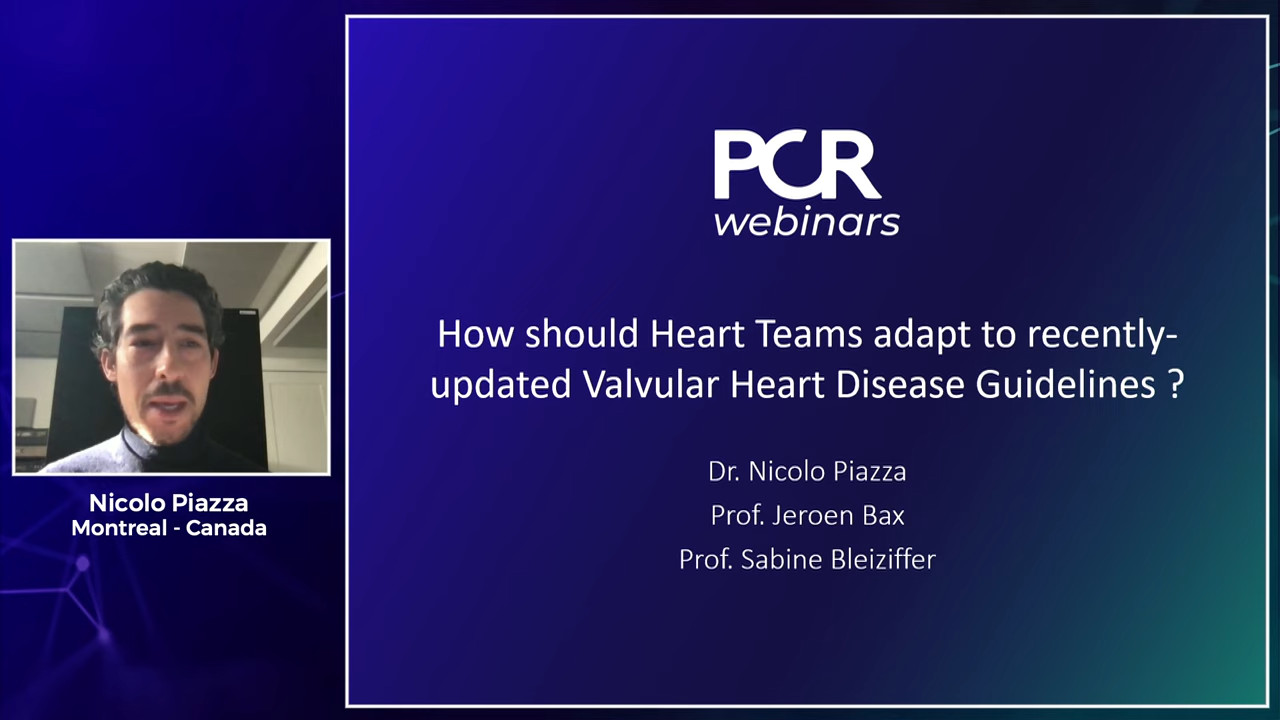 PCR
webinars
How should Heart Teams adapt to recently-
updated Valvular Heart Disease Guidelines ?
Dr. Nicolo Piazza
Prof. Jeroen Bax
Prof. Sabine Bleiziffer
Nicolo Piazza
Montreal - Canada